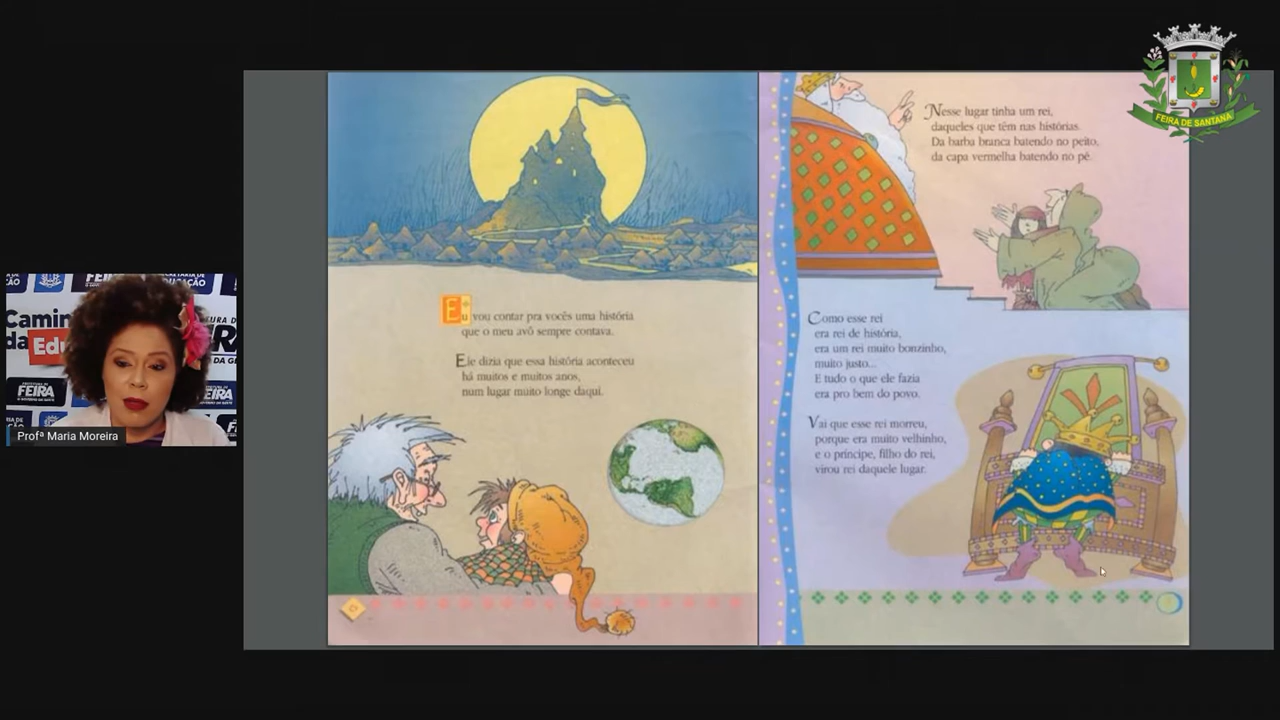 FEIRA DE SANTANA
Eu vou contar pra vocês uma história
que o meu avô sempre contava.
Ele dizia que essa história aconteceu
há muitos e muitos anos,
num lugar muito longe daqui.
Nesse lugar tinha um rei,
daqueles que têm nas histórias.
Da barba branca batendo no peito,
da capa vermelha batendo no pé.
Como esse rei
era rei de história,
era um rei muito bonzinho,
muito justo...
E tudo o que ele fazia
era pro bem do povo.
Vai que esse rei morreu,
porque era muito velhinho,
e o príncipe, filho do rei,
virou rei daquele lugar.
Camin
da Edu
FEIRA
FEIRA
Profª Maria Moreira